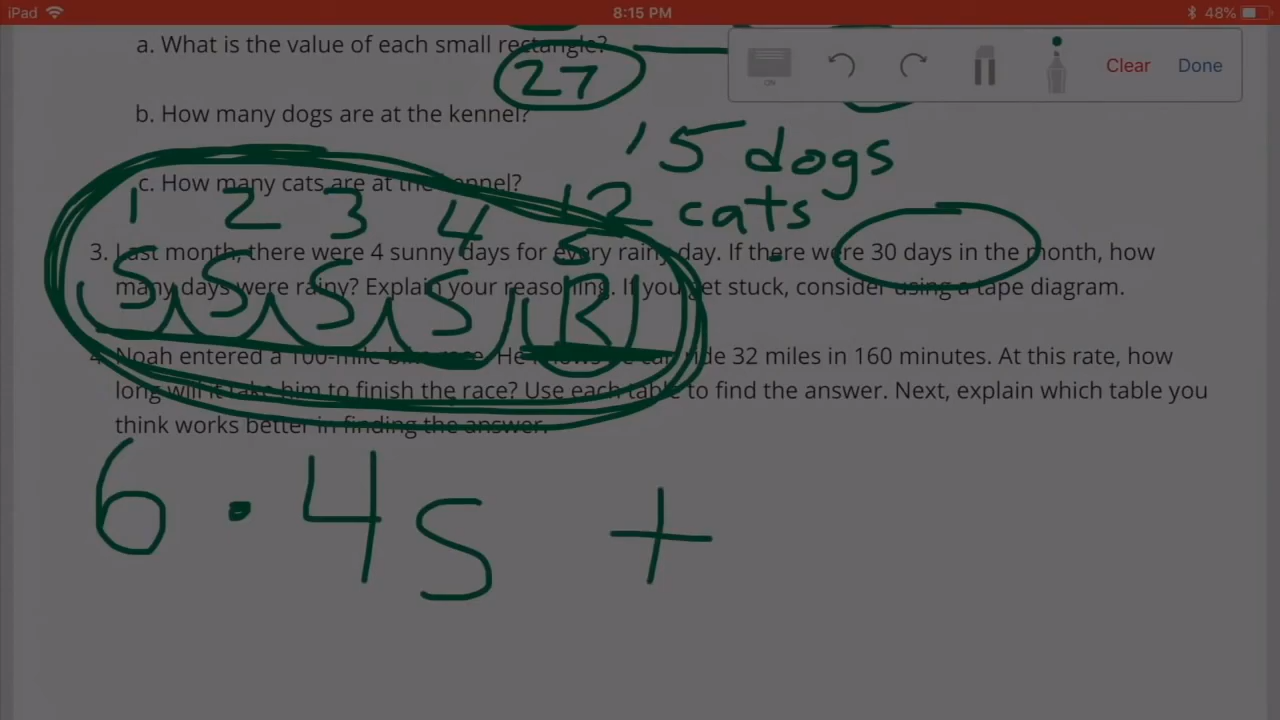 iPad 8:15 PM 48%
a. What is the value of each small rectangle?
27
ON Clear Done
b. How many dogs are at the kennel?
15 dogs
c. How many cats are at the kennel?
12 cats
1 2 3 4 5
3. Last month, there were 4 sunny days for every rainy day. If there were 30 days in the month, how
many days were rainy? Explain your reasoning. If you get stuck, consider using a tape diagram.
S S S S R
4. Noah entered a 100-mile bike race. He knows he can ride 32 miles in 160 minutes. At this rate, how
long will it take him to finish the race? Use each table to find the answer. Next, explain which table you
think works better in finding the answer.
6 · 4S +